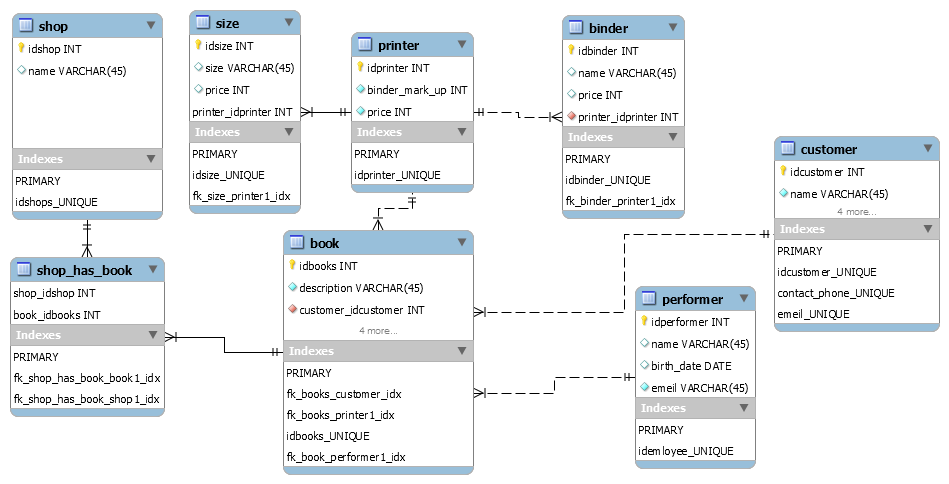 shop
idshop INT
name VARCHAR(45)
Indexes
PRIMARY
idshops_UNIQUE
size
idsize INT
size VARCHAR(45)
price INT
printer_idprinter INT
Indexes
PRIMARY
idsize_UNIQUE
fk_size_printer1_idx
printer
idprinter INT
binder_mark_up INT
price INT
Indexes
PRIMARY
idprinter_UNIQUE
binder
idbinder INT
name VARCHAR(45)
price INT
printer_idprinter INT
Indexes
PRIMARY
idbinder_UNIQUE
fk_binder_printer1_idx
customer
idcustomer INT
name VARCHAR(45)
4 more...
Indexes
PRIMARY
idcustomer_UNIQUE
contact_phone_UNIQUE
emeil_UNIQUE
shop_has_book
shop_idshop INT
book_idbooks INT
Indexes
PRIMARY
fk_shop_has_book_book1_idx
fk_shop_has_book_shop1_idx
book
idbooks INT
description VARCHAR(45)
customer_idcustomer INT
4 more...
Indexes
PRIMARY
fk_books_customer_idx
fk_books_printer1_idx
idbooks_UNIQUE
fk_book_performer1_idx
performer
idperformer INT
name VARCHAR(45)
birth_date DATE
emeil VARCHAR(45)
Indexes
PRIMARY
idemloyee_UNIQUE